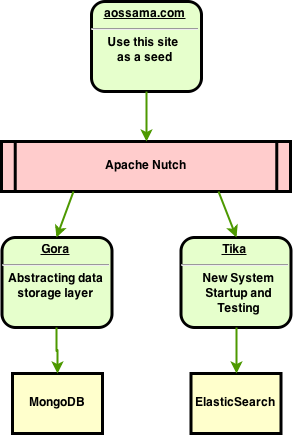 aossama.com
Use this site
as a seed
Apache Nutch
Gora
Abstracting data
storage layer
Tika
New System
Startup and
Testing
MongoDB
ElasticSearch